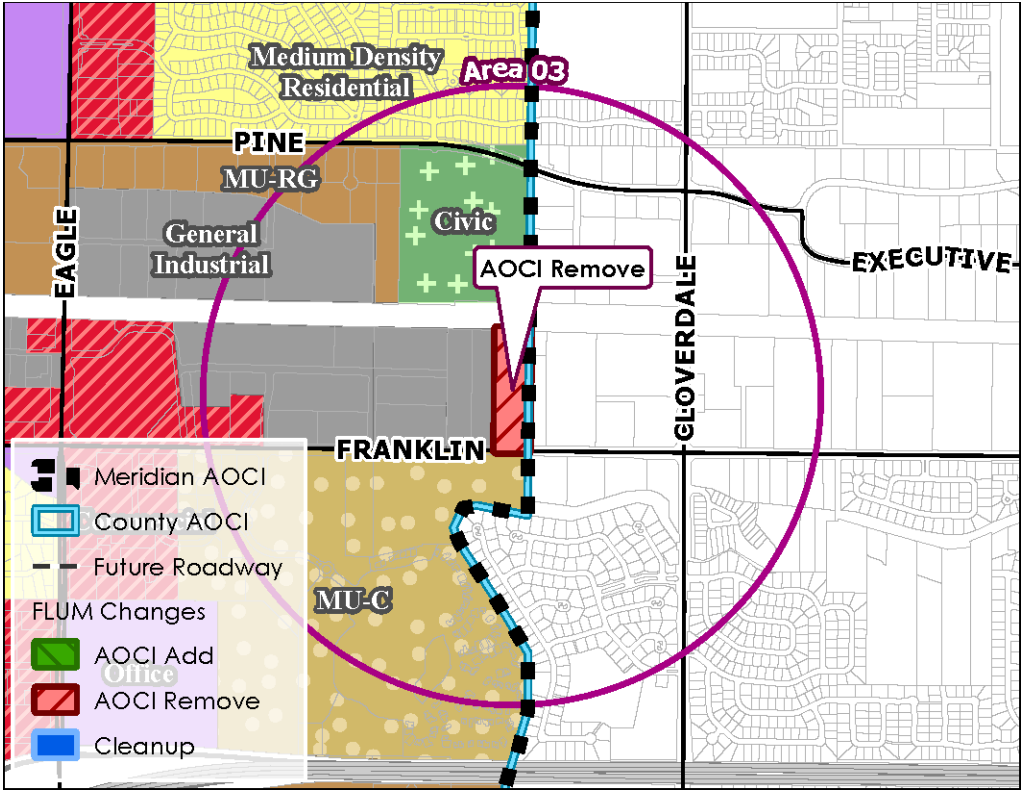 Medium Density
Residential
Area 03
PINE
MU-RG
Civic
EAGLE
General
Industrial
AOCI Remove
EXECUTIVE
CLOVERDALE
FRANKLIN
MU-C
Meridian AOCI
County AOCI
Future Roadway
FLUM Changes
AOCI Add
Office
AOCI Remove
Cleanup